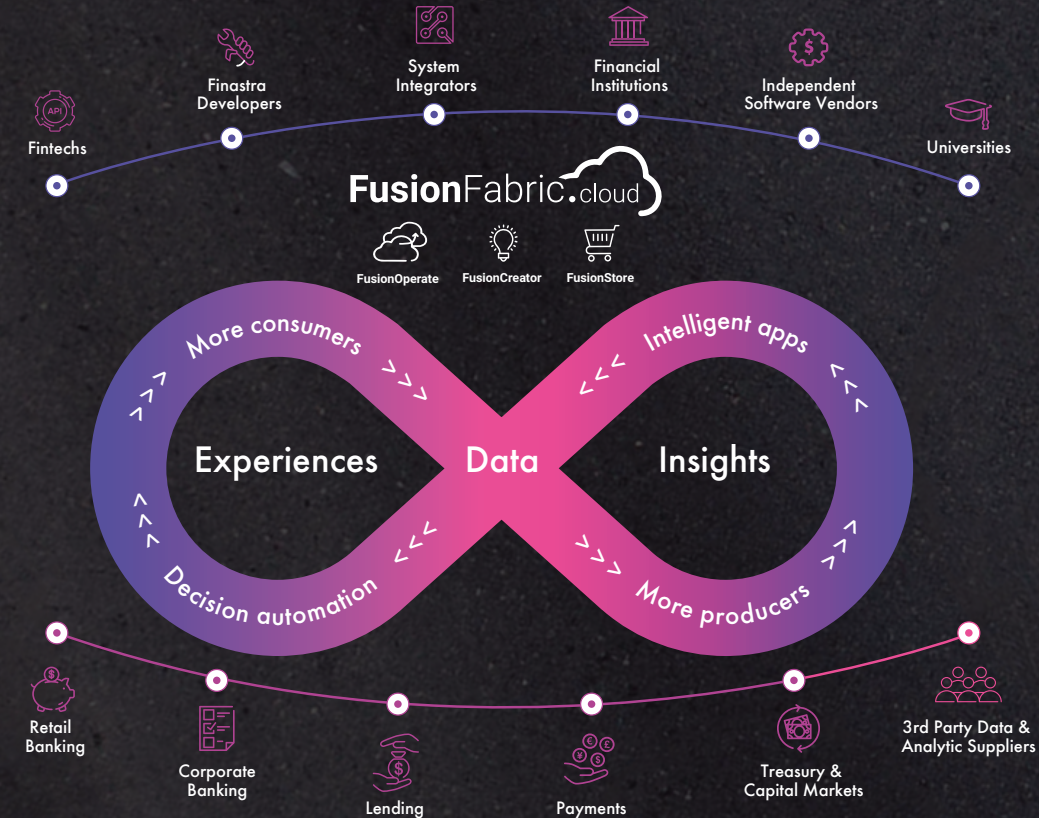 System
Integrators
Financial
Institutions
Finastra
Developers
Independent
Software Vendors
API
Fintechs
$
Universities
FusionFabric.cloud
FusionOperate
FusionCreator
FusionStore
More consumers
Intelligent apps
Experiences
Data
Insights
Decision automation
More producers
$
Retail
Banking
Corporate
Banking
$
Lending
€
£
¥
$
Payments
Treasury &
Capital Markets
3rd Party Data &
Analytic Suppliers